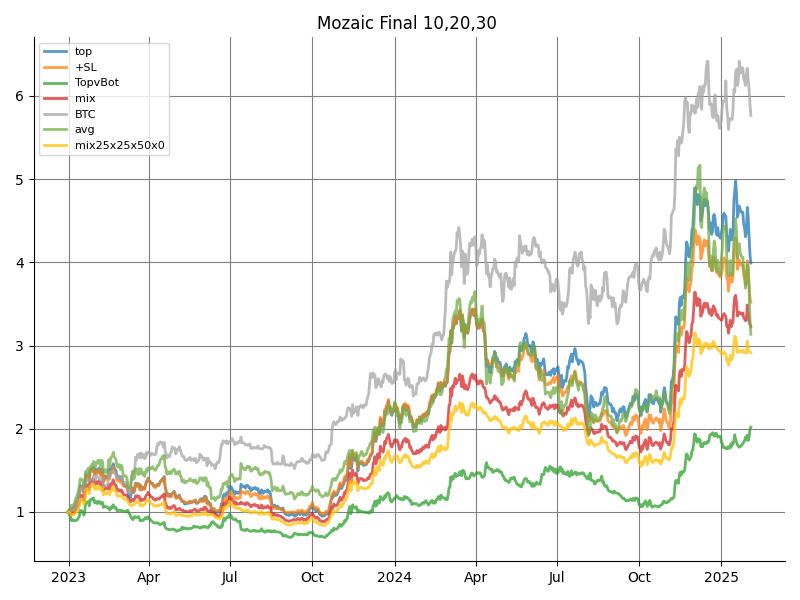 Mozaic Final 10,20,30
top
+SL
TopvBot
mix
BTC
avg
mix25x25x50x0
6
5
4
3
2
1
2023
Apr
Jul
Oct
2024
Apr
Jul
Oct
2025